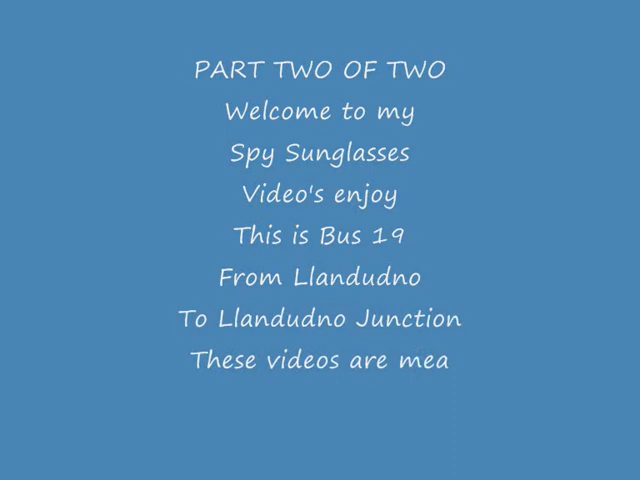 PART TWO OF TWO
Welcome to my
Spy Sunglasses
Video's enjoy
This is Bus 19
From Llandudno
To Llandudno Junction
These videos are mea